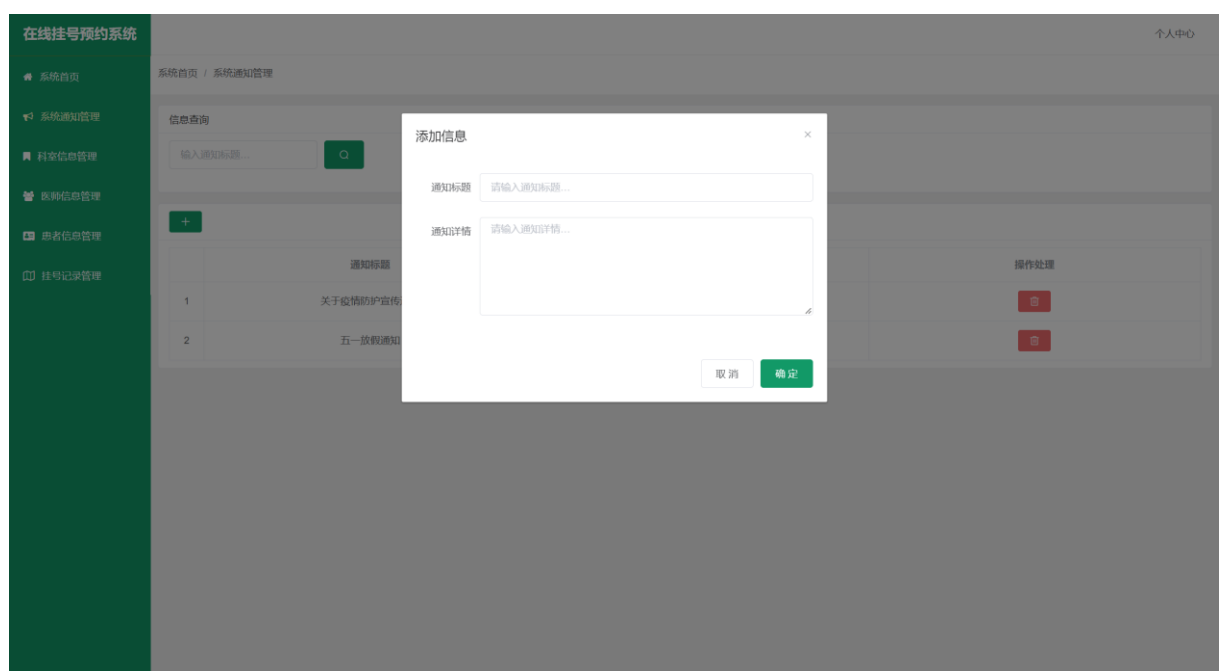 在线挂号预约系统
个人中心
系统首页
系统首页 / 系统通知管理
系统通知管理
信息查询
输入通知标题...
科室信息管理
医师信息管理
患者信息管理
挂号记录管理
添加信息
×
通知标题 请输入通知标题...
通知详情 请输入通知详情...
取消 确定
+
通知标题 操作处理
1 关于疫情防护宣传
2 五一放假通知